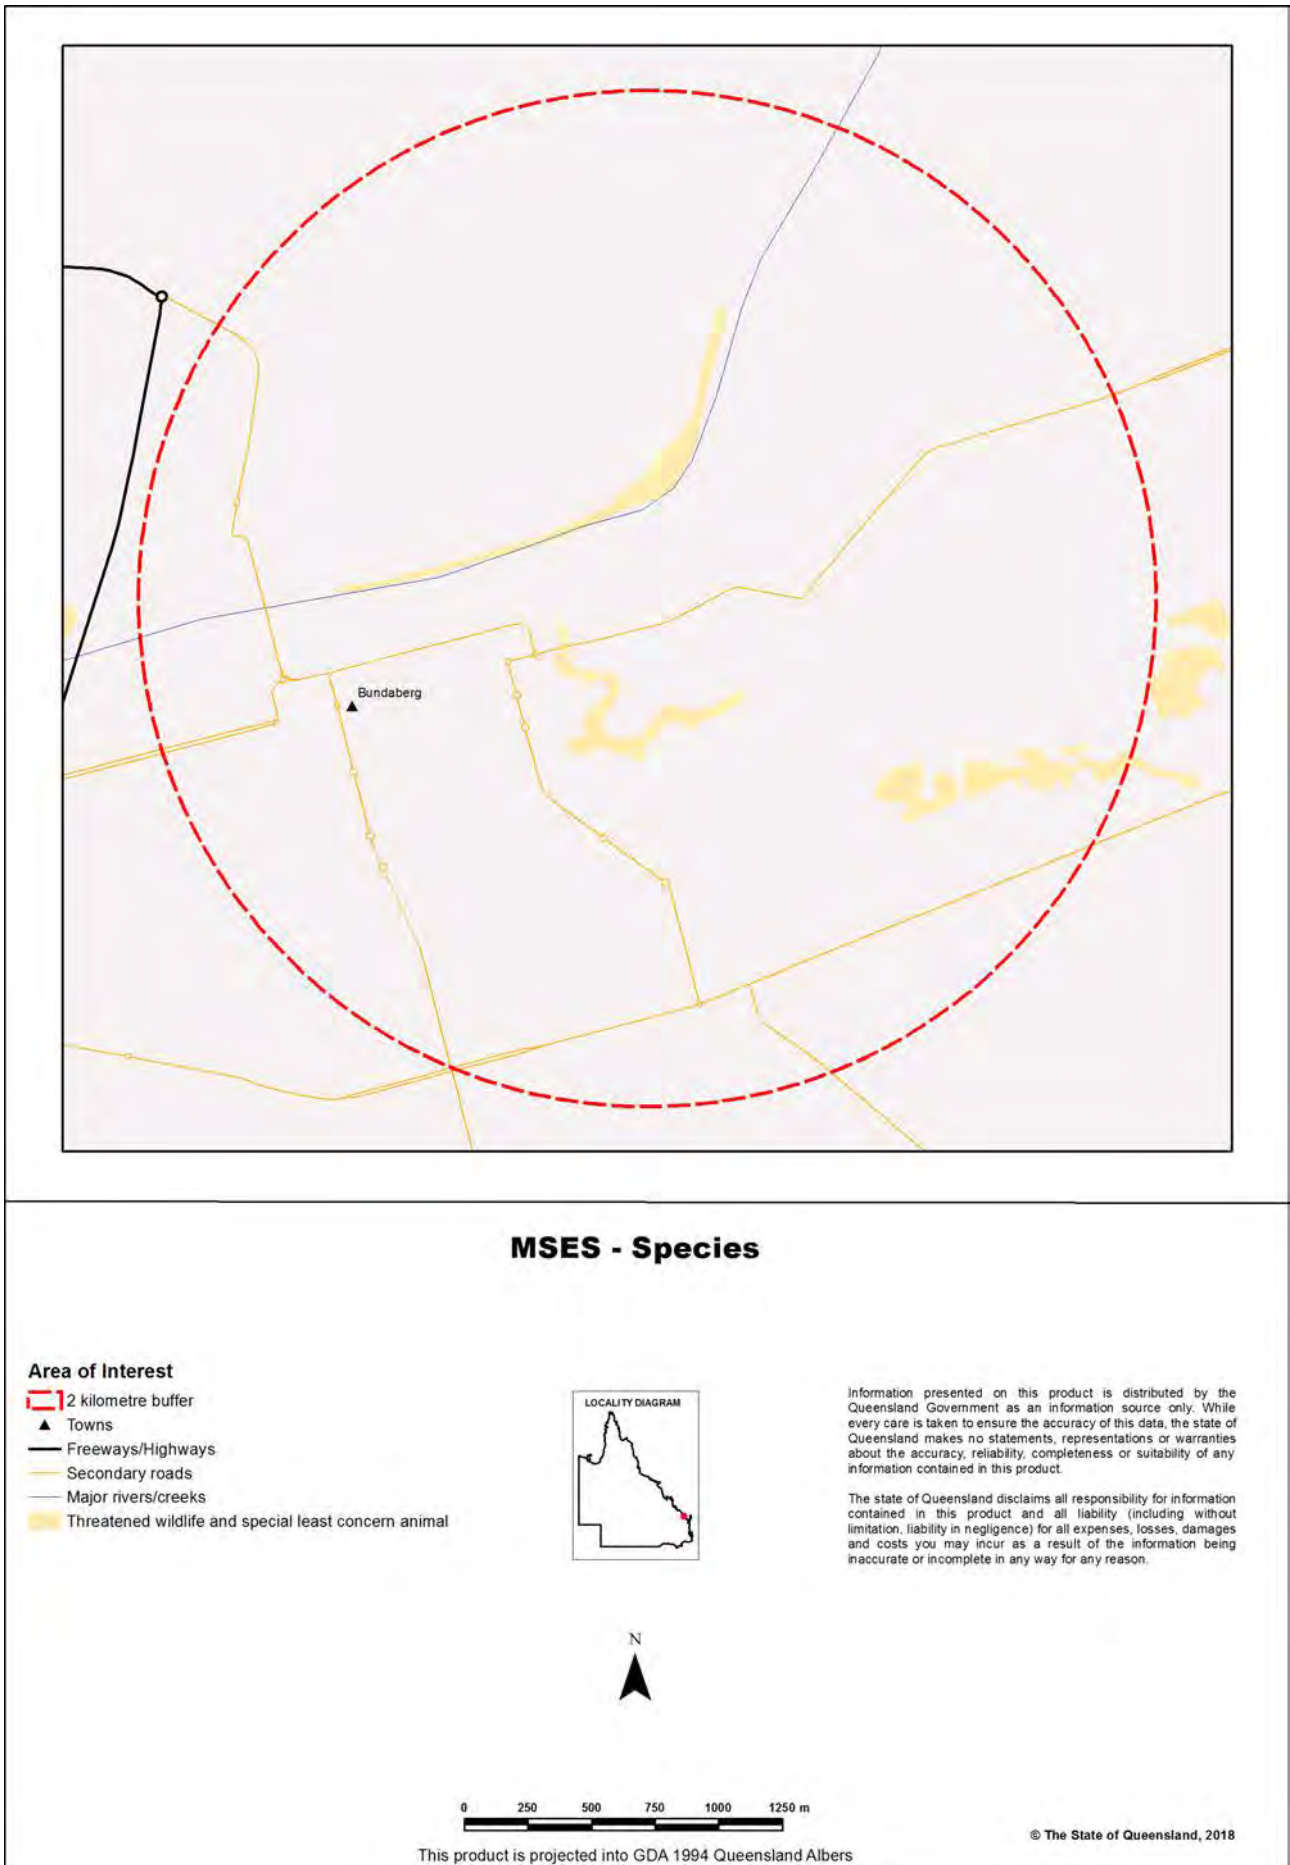 Bundaberg
MSES - Species
Area of Interest
2 kilometre buffer
Towns
Freeways/Highways
Secondary roads
Major rivers/creeks
Threatened wildlife and special least concern animal
LOCALITY DIAGRAM
Information presented on this product is distributed by the
Queensland Government as an information source only. While
every care is taken to ensure the accuracy of this data, the state of
Queensland makes no statements, representations or warranties
about the accuracy, reliability, completeness or suitability of any
information contained in this product.
The state of Queensland disclaims all responsibility for information
contained in this product and all liability (including without
limitation, liability in negligence) for all expenses, losses, damages
and costs you may incur as a result of the information being
inaccurate or incomplete in any way for any reason.
N
0 250 500 750 1000 1250 m
This product is projected into GDA 1994 Queensland Albers
© The State of Queensland, 2018